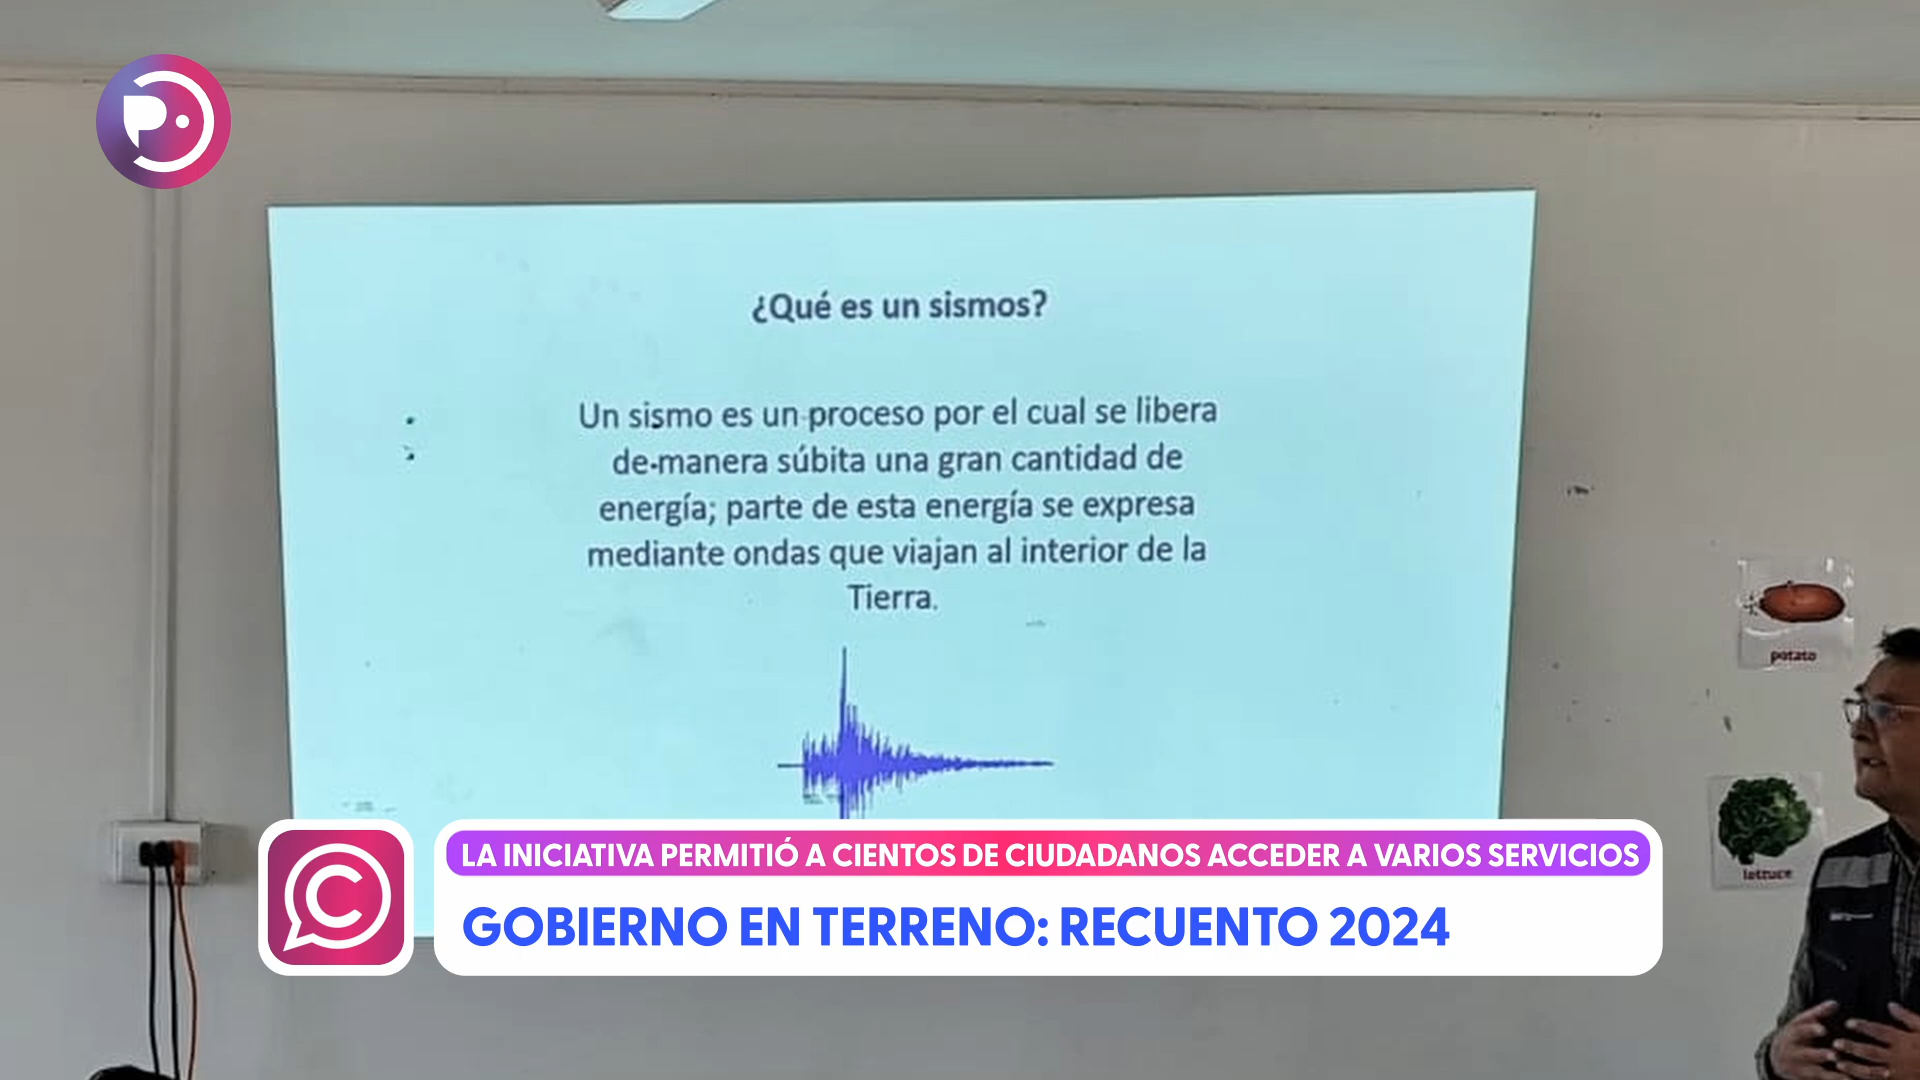 ¿Qué es un sismos?
Un sismo es un proceso por el cual se libera
de manera súbita una gran cantidad de
energía; parte de esta energía se expresa
mediante ondas que viajan al interior de la
Tierra.
potato
lettuce
LA INICIATIVA PERMITIÓ A CIENTOS DE CIUDADANOS ACCEDER A VARIOS SERVICIOS
GOBIERNO EN TERRENO: RECUENTO 2024